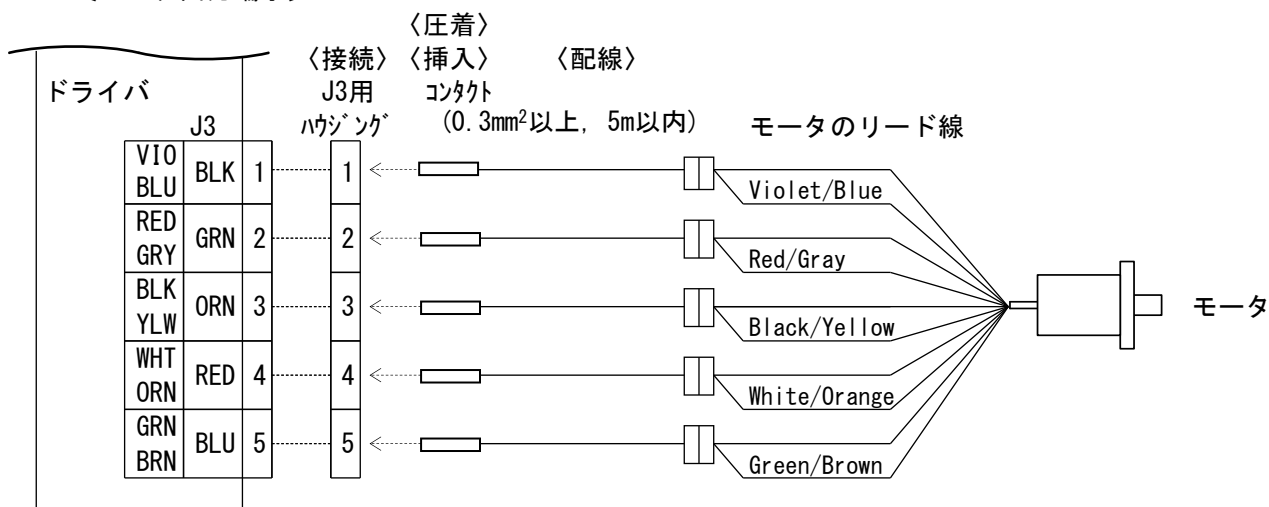 〈圧着〉
〈接続〉 〈挿入〉 〈配線〉
ドライバ J3用 コンタクト
J3 ハウジング (0.3mm²以上, 5m以内) モータのリード線
VIO
BLU BLK 1 1 Violet/Blue
RED
GRY GRN 2 2 Red/Gray
BLK
YLW ORN 3 3 Black/Yellow
モータ
WHT
ORN RED 4 4 White/Orange
GRN
BRN BLU 5 5 Green/Brown